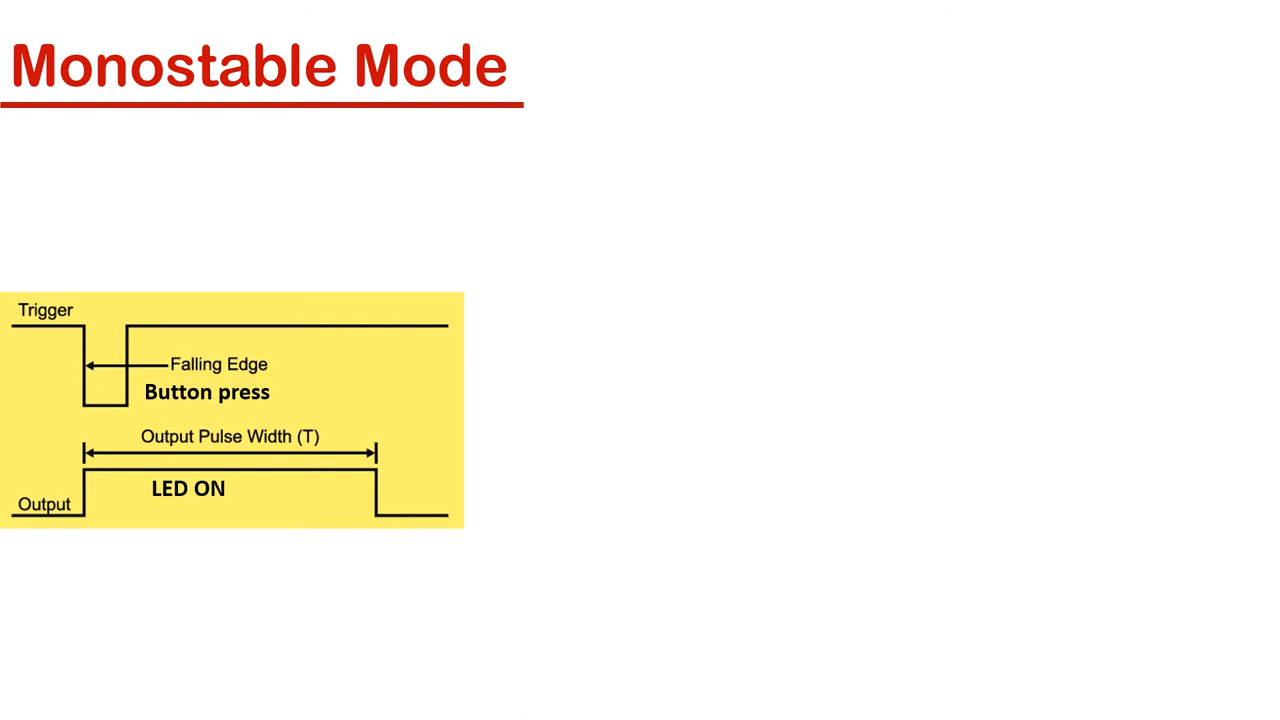 Monostable Mode
Trigger
Falling Edge
Button press
Output Pulse Width (T)
LED ON
Output